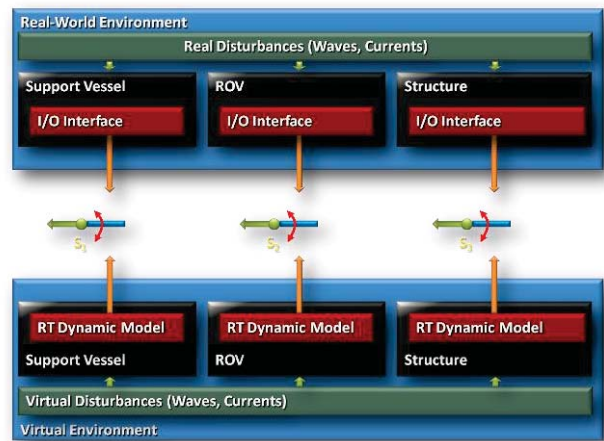 Real-World Environment
Real Disturbances (Waves, Currents)
Support Vessel
ROV
Structure
I/O Interface
I/O Interface
I/O Interface
S1
S2
S3
RT Dynamic Model
RT Dynamic Model
RT Dynamic Model
Support Vessel
ROV
Structure
Virtual Disturbances (Waves, Currents)
Virtual Environment